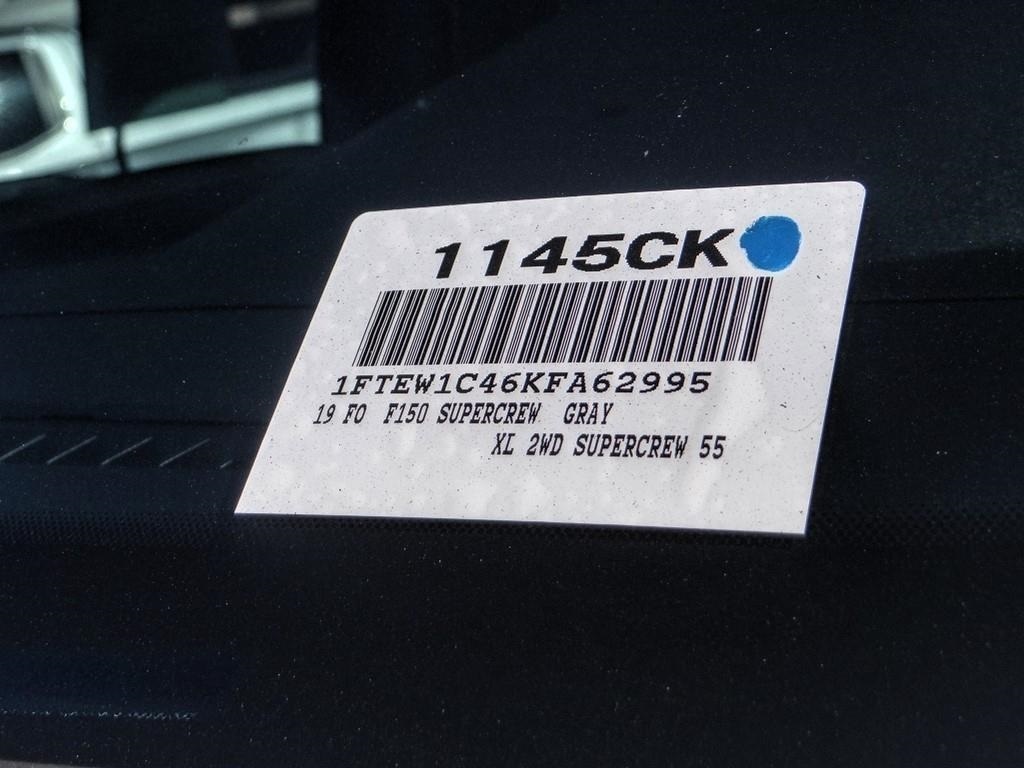 1145CK
1FTEW1C46KFA62995
19 FO F150 SUPERCREW GRAY
XL 2WD SUPERCREW 55